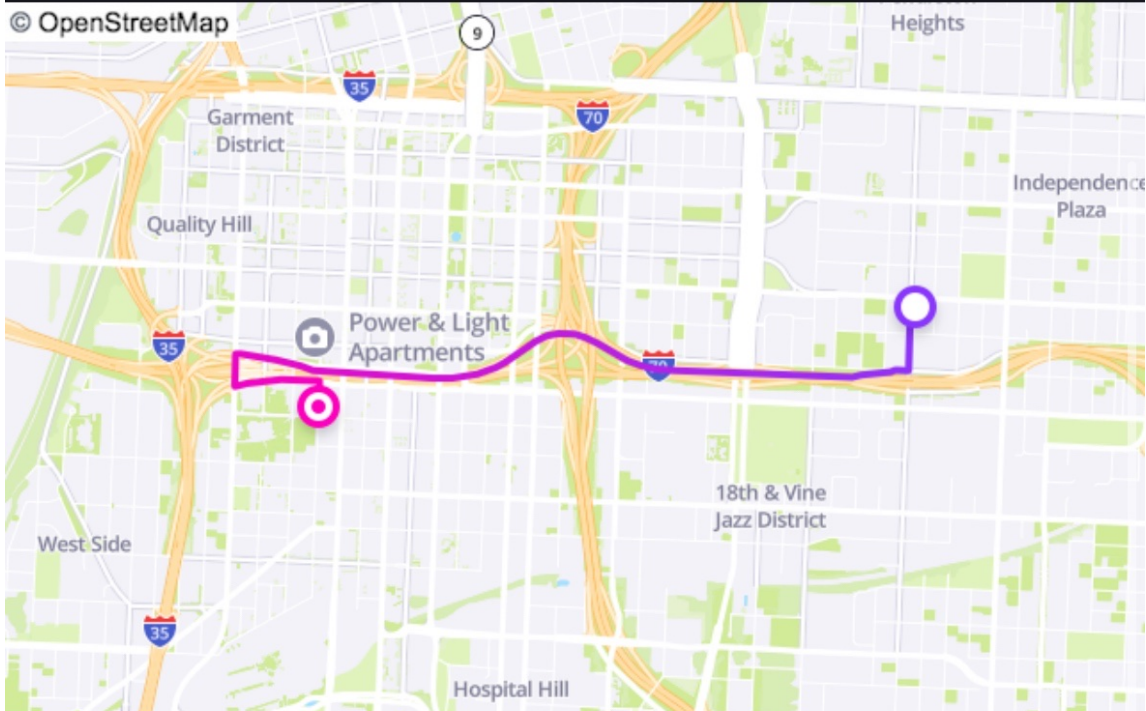 © OpenStreetMap
9
Heights
35
70
Garment
District
Independence
Plaza
Quality Hill
35
Power & Light
Apartments
70
18th & Vine
Jazz District
West Side
35
Hospital Hill